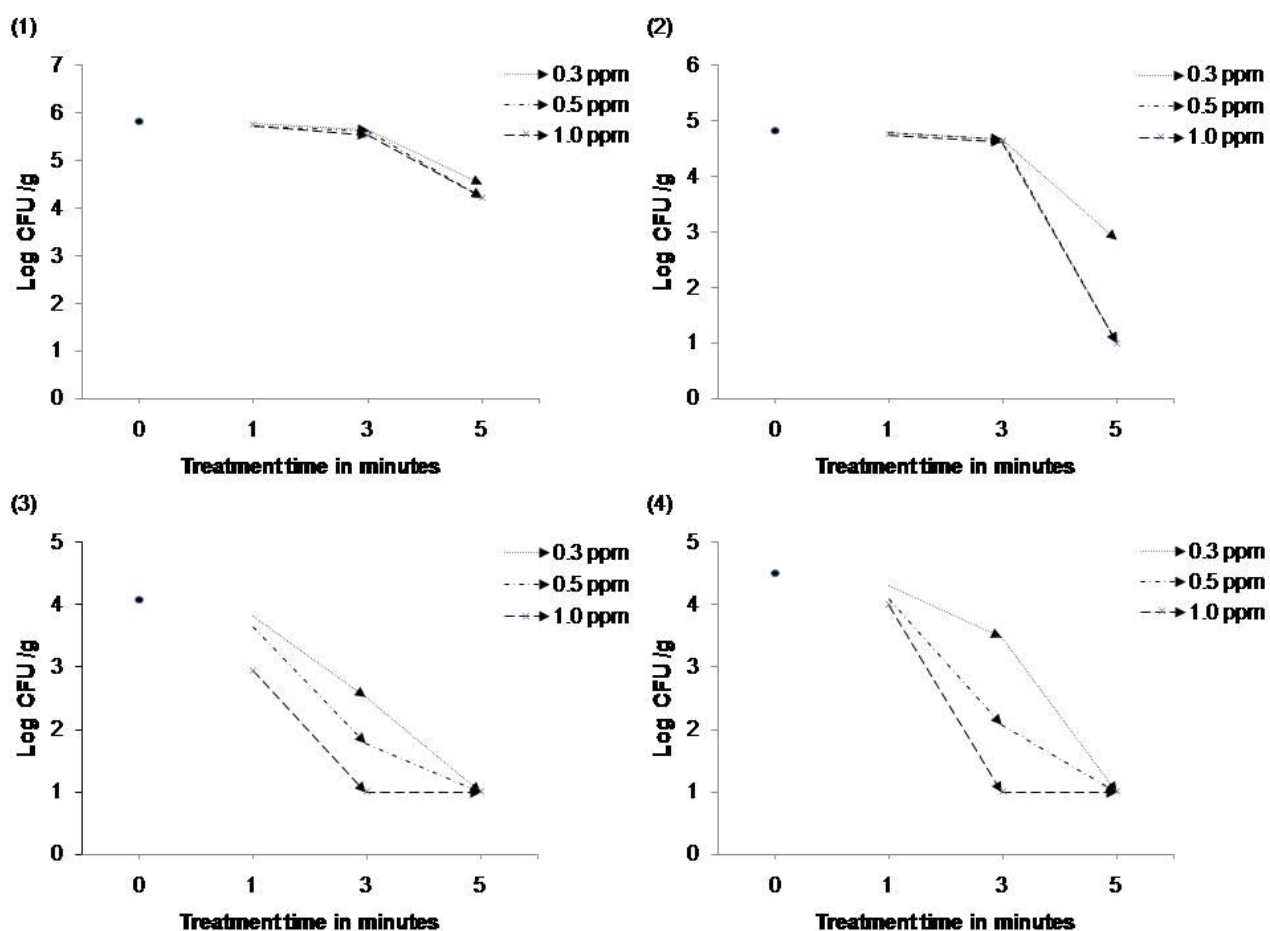 (1)
7
6
5
4
3
2
1
0
Log CFU /g
0 1 3 5
Treatment time in minutes
0.3 ppm
0.5 ppm
1.0 ppm
(2)
6
5
4
3
2
1
0
Log CFU /g
0 1 3 5
Treatment time in minutes
0.3 ppm
0.5 ppm
1.0 ppm
(3)
5
4
3
2
1
0
Log CFU /g
0 1 3 5
Treatment time in minutes
0.3 ppm
0.5 ppm
1.0 ppm
(4)
5
4
3
2
1
0
Log CFU /g
0 1 3 5
Treatment time in minutes
0.3 ppm
0.5 ppm
1.0 ppm